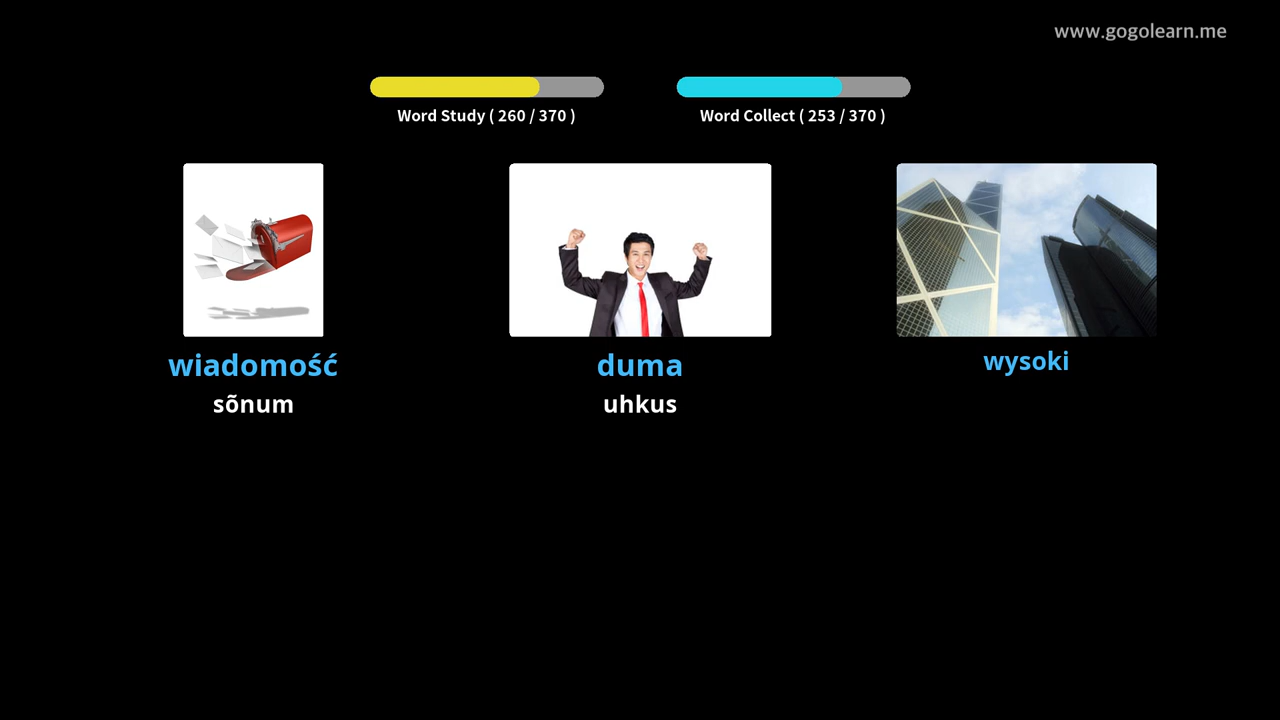 www.gogolearn.me
Word Study ( 260 / 370 )
Word Collect ( 253 / 370 )
wiadomość
sõnum
duma
uhkus
wysoki